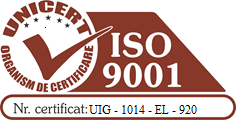 UNICERT
ORGANISM DE CERTIFICARE
ISO
9001
Nr. certificat: UIG - 1014 - EL - 920